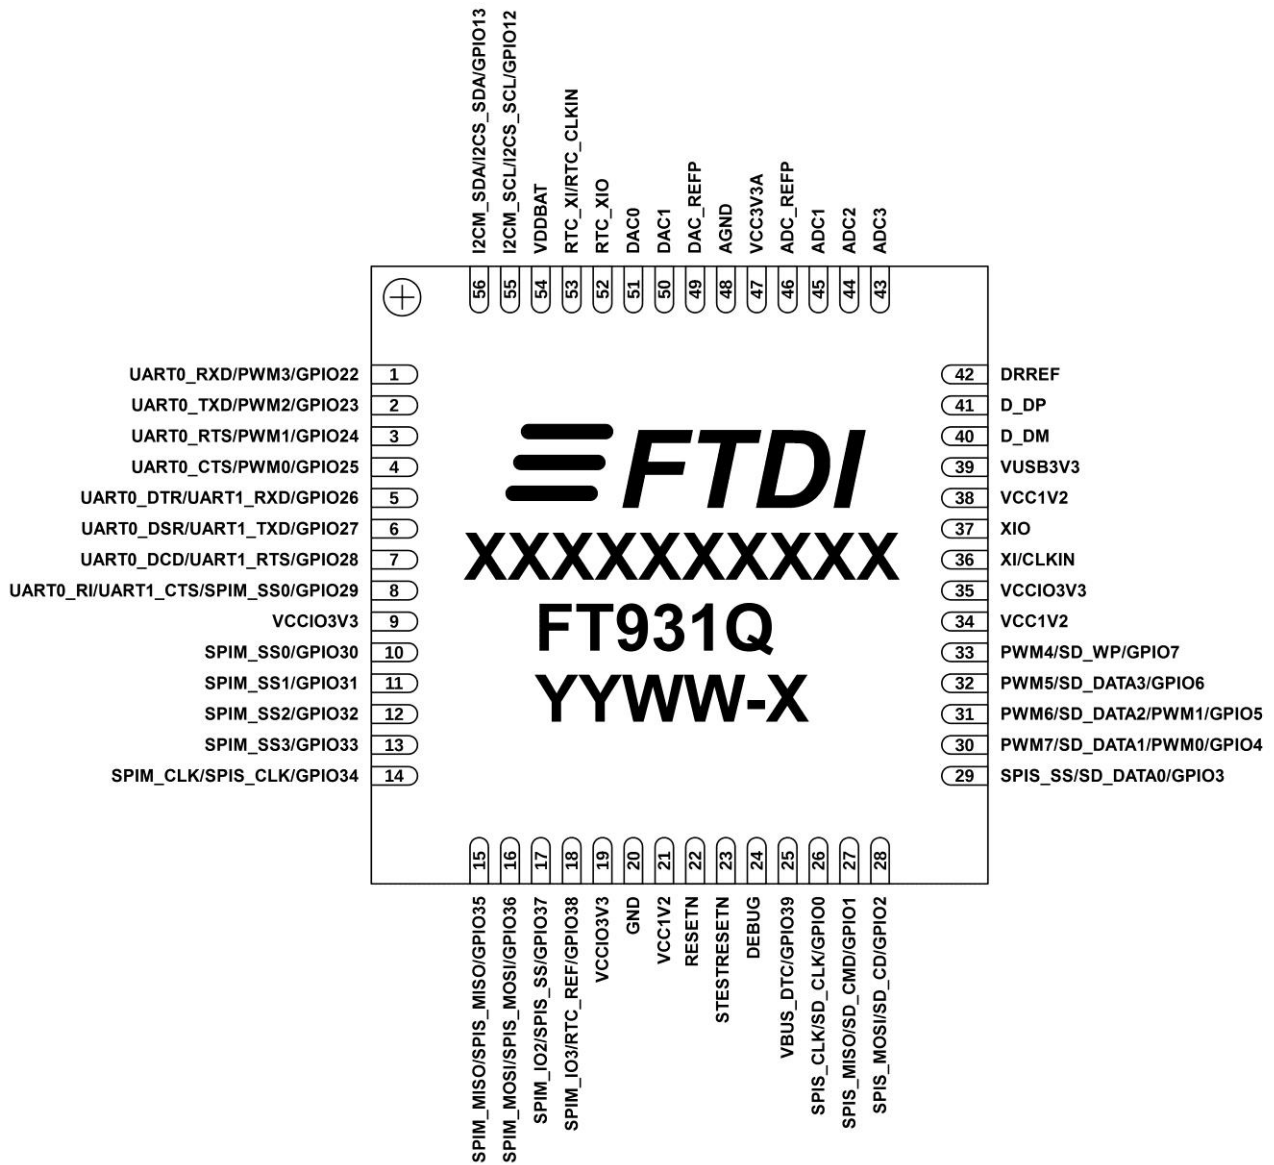 I2CM_SDA/I2CS_SDA/GPIO13
I2CM_SCL/I2CS_SCL/GPIO12
VDDBAT
RTC_XI/RTC_CLKIN
RTC_XIO
DAC0
DAC1
DAC_REFP
AGND
VCC3V3A
ADC_REFP
ADC1
ADC2
ADC3
56
55
54
53
52
51
50
49
48
47
46
45
44
43
UART0_RXD/PWM3/GPIO22 1
UART0_TXD/PWM2/GPIO23 2
UART0_RTS/PWM1/GPIO24 3
UART0_CTS/PWM0/GPIO25 4
UART0_DTR/UART1_RXD/GPIO26 5
UART0_DSR/UART1_TXD/GPIO27 6
UART0_DCD/UART1_RTS/GPIO28 7
UART0_RI/UART1_CTS/SPIM_SS0/GPIO29 8
VCCIO3V3 9
SPIM_SS0/GPIO30 10
SPIM_SS1/GPIO31 11
SPIM_SS2/GPIO32 12
SPIM_SS3/GPIO33 13
SPIM_CLK/SPIS_CLK/GPIO34 14
FTDI
XXXXXXXXXX
FT931Q
YYWW-X
42 DRREF
41 D_DP
40 D_DM
39 VUSB3V3
38 VCC1V2
37 XIO
36 XI/CLKIN
35 VCCIO3V3
34 VCC1V2
33 PWM4/SD_WP/GPIO7
32 PWM5/SD_DATA3/GPIO6
31 PWM6/SD_DATA2/PWM1/GPIO5
30 PWM7/SD_DATA1/PWM0/GPIO4
29 SPIS_SS/SD_DATA0/GPIO3
15
16
17
18
19
20
21
22
23
24
25
26
27
28
SPIM_MISO/SPIS_MISO/GPIO35
SPIM_MOSI/SPIS_MOSI/GPIO36
SPIM_IO2/SPIS_SS/GPIO37
SPIM_IO3/RTC_REF/GPIO38
VCCIO3V3
GND
VCC1V2
RESETN
STESTRESETN
DEBUG
VBUS_DTC/GPIO39
SPIS_CLK/SD_CLK/GPIO0
SPIS_MISO/SD_CMD/GPIO1
SPIS_MOSI/SD_CD/GPIO2